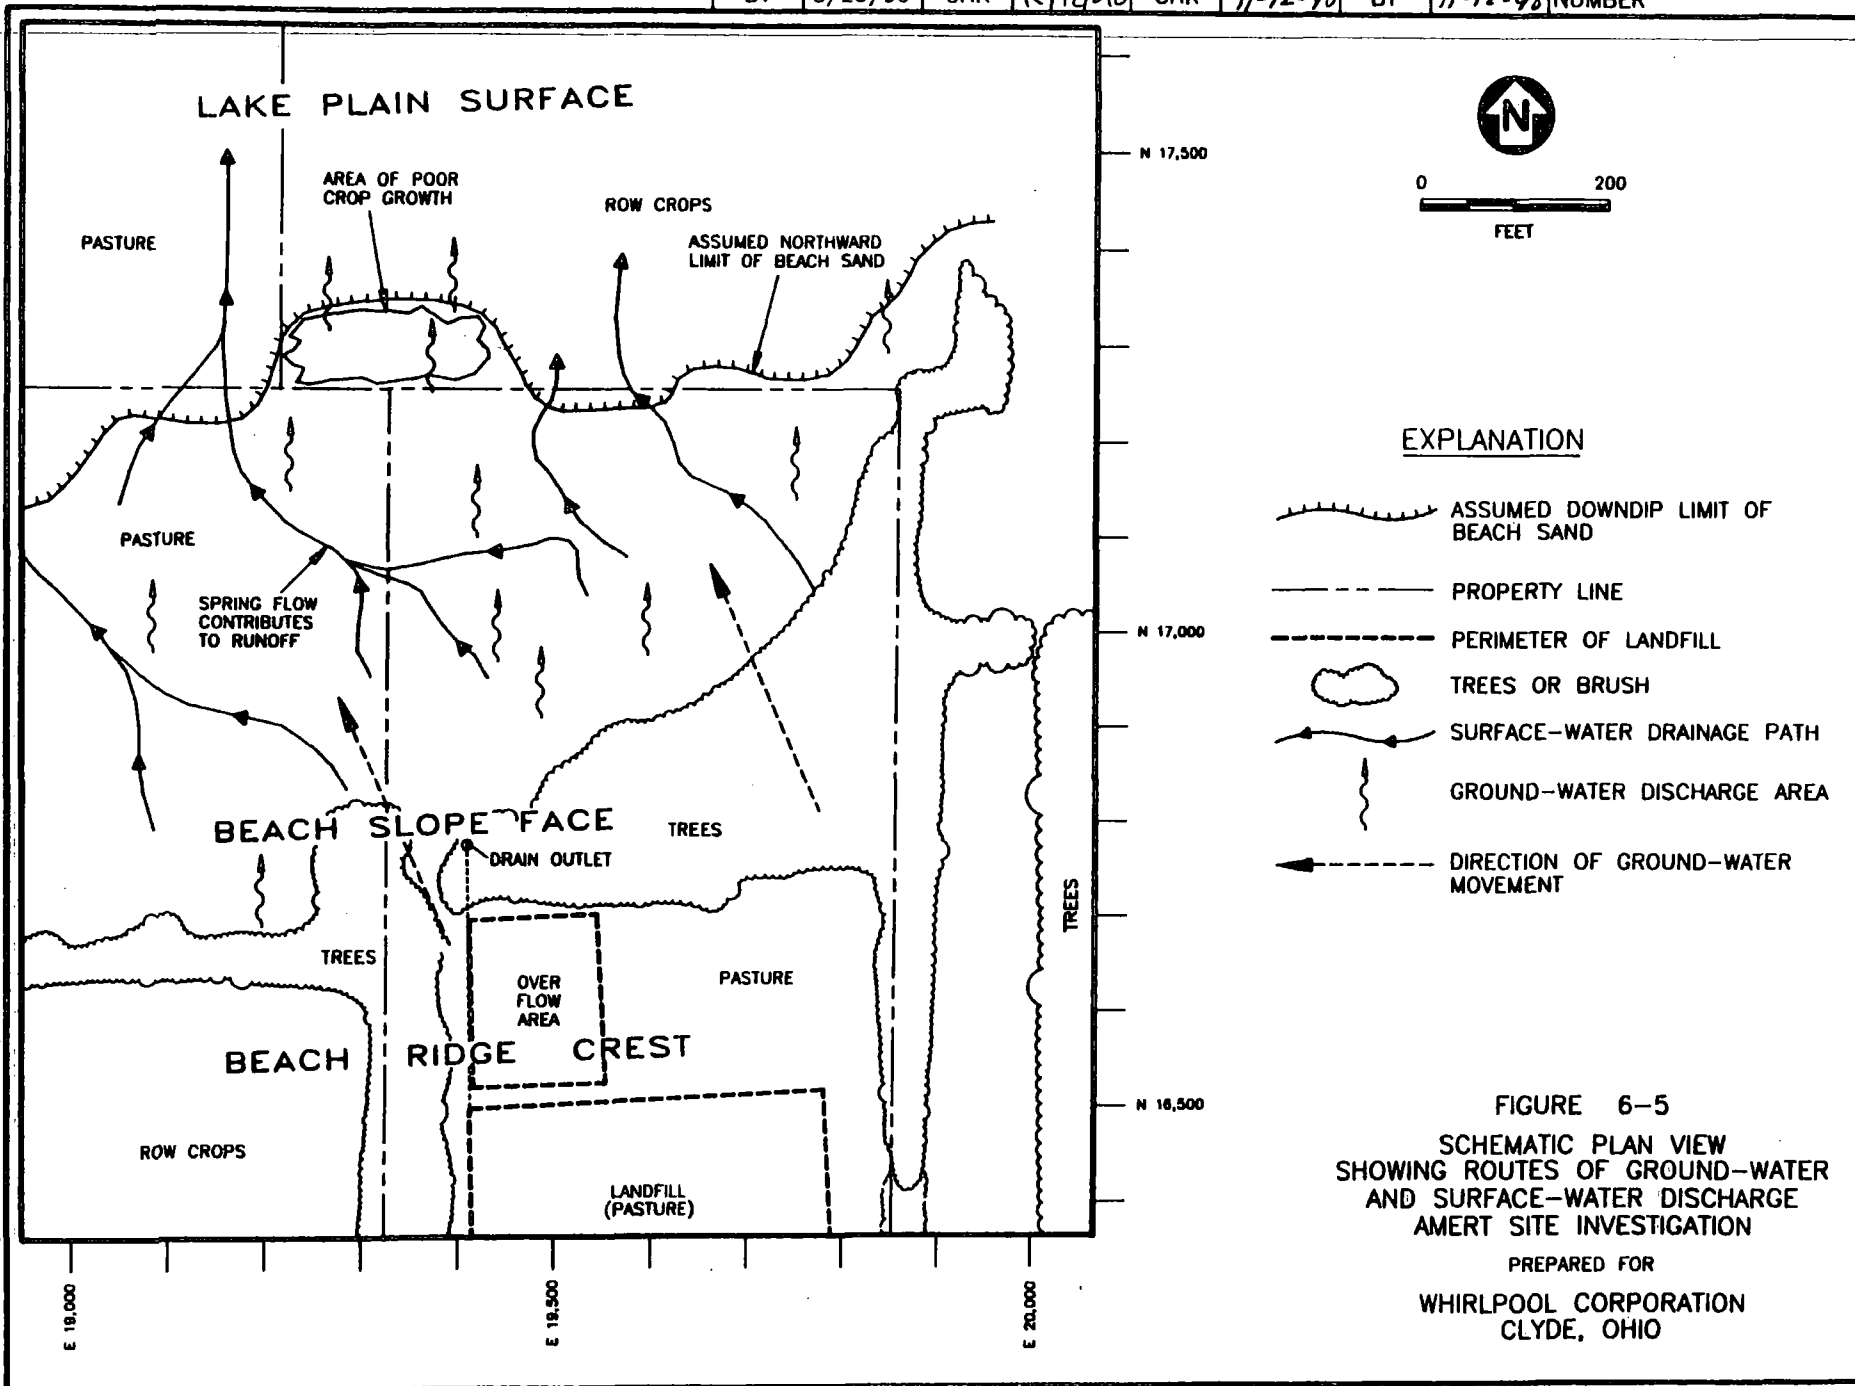 NUMBER
LAKE PLAIN SURFACE
AREA OF POOR
CROP GROWTH
ROW CROPS
PASTURE
ASSUMED NORTHWARD
LIMIT OF BEACH SAND
PASTURE
SPRING FLOW
CONTRIBUTES
TO RUNOFF
BEACH SLOPE FACE
TREES
DRAIN OUTLET
TREES
TREES
OVER
FLOW
AREA
PASTURE
BEACH RIDGE CREST
ROW CROPS
LANDFILL
(PASTURE)
N 17,500
N 17,000
N 16,500
E 19,000
E 19,500
E 20,000
N
0 200
FEET
EXPLANATION
ASSUMED DOWNDIP LIMIT OF
BEACH SAND
PROPERTY LINE
PERIMETER OF LANDFILL
TREES OR BRUSH
SURFACE-WATER DRAINAGE PATH
GROUND-WATER DISCHARGE AREA
DIRECTION OF GROUND-WATER
MOVEMENT
FIGURE 6-5
SCHEMATIC PLAN VIEW
SHOWING ROUTES OF GROUND-WATER
AND SURFACE-WATER DISCHARGE
AMERT SITE INVESTIGATION
PREPARED FOR
WHIRLPOOL CORPORATION
CLYDE, OHIO